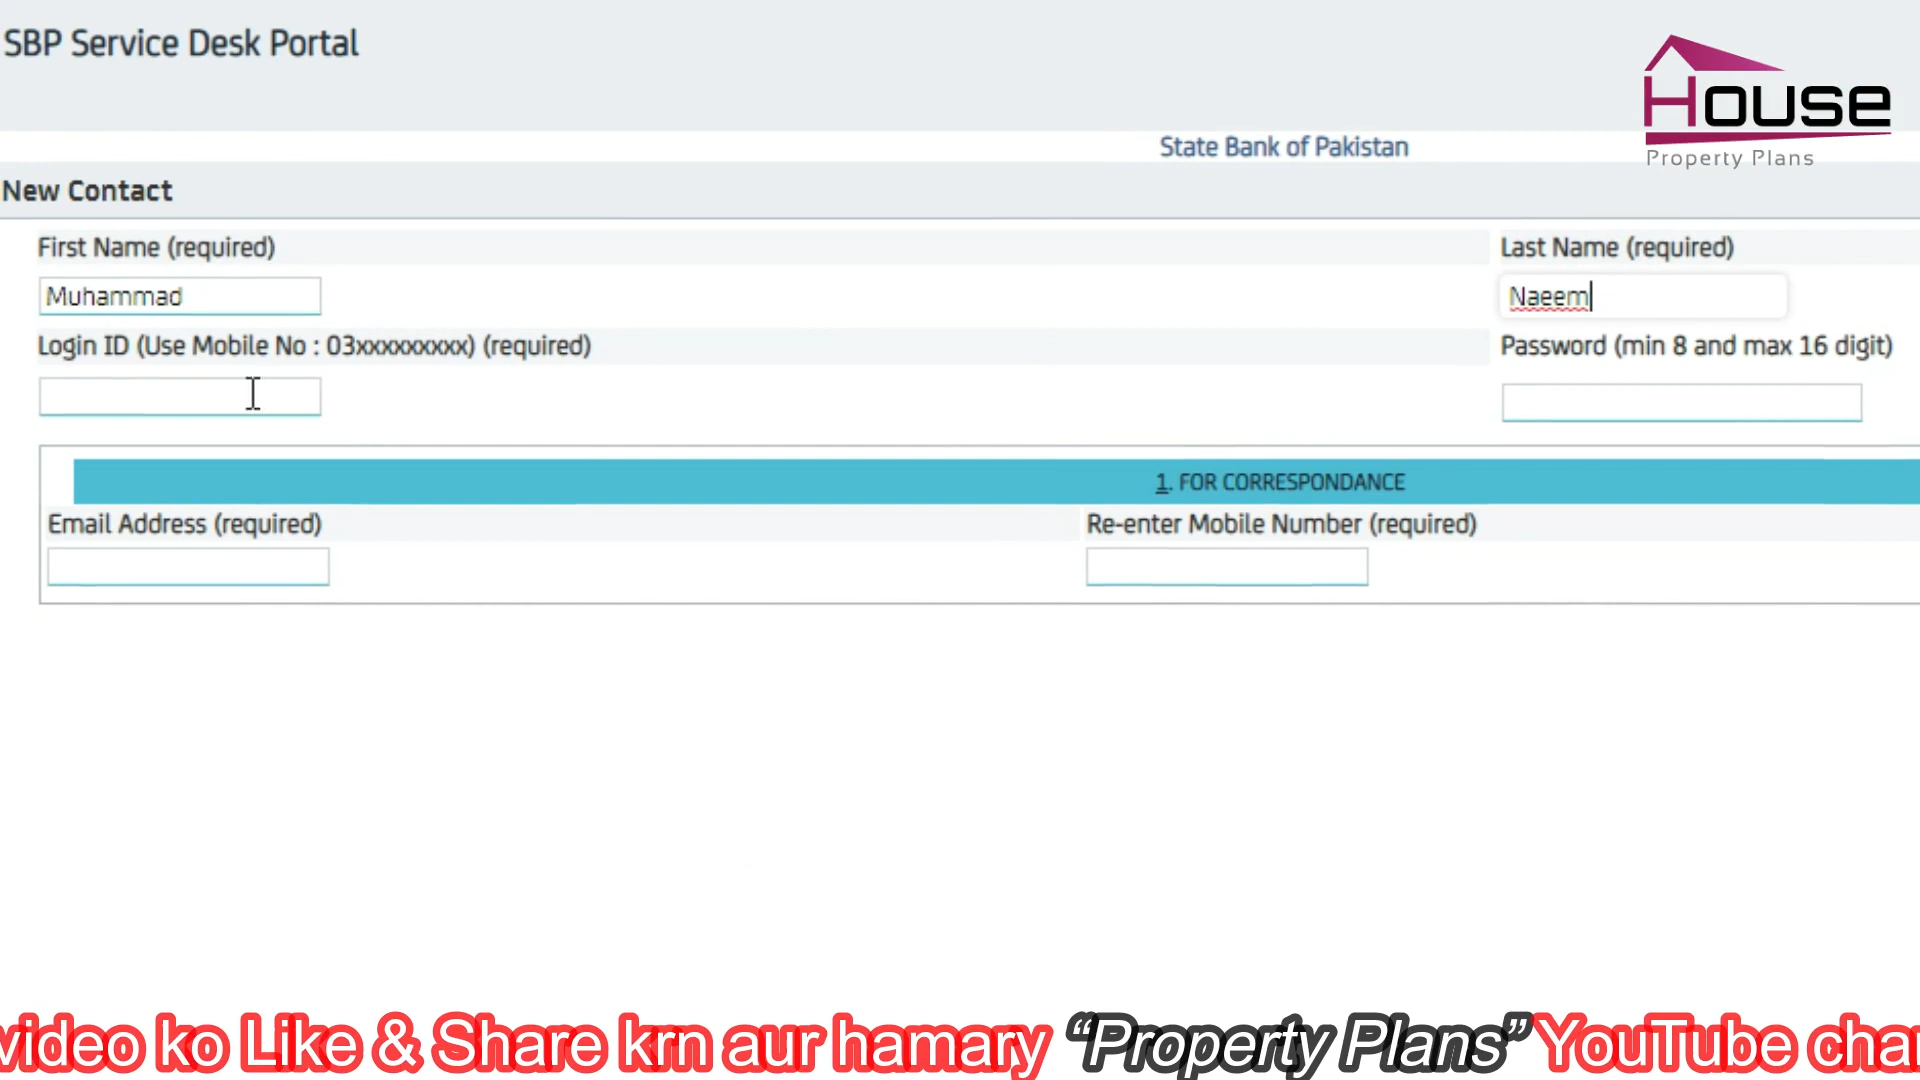 SBP Service Desk Portal
House
Property Plans
State Bank of Pakistan
New Contact
First Name (required)
Last Name (required)
Muhammad
Naeem
Login ID (Use Mobile No : 03xxxxxxxxx) (required)
Password (min 8 and max 16 digit)
1. FOR CORRESPONDANCE
Email Address (required)
Re-enter Mobile Number (required)
video ko Like & Share krn aur hamary “Property Plans” YouTube